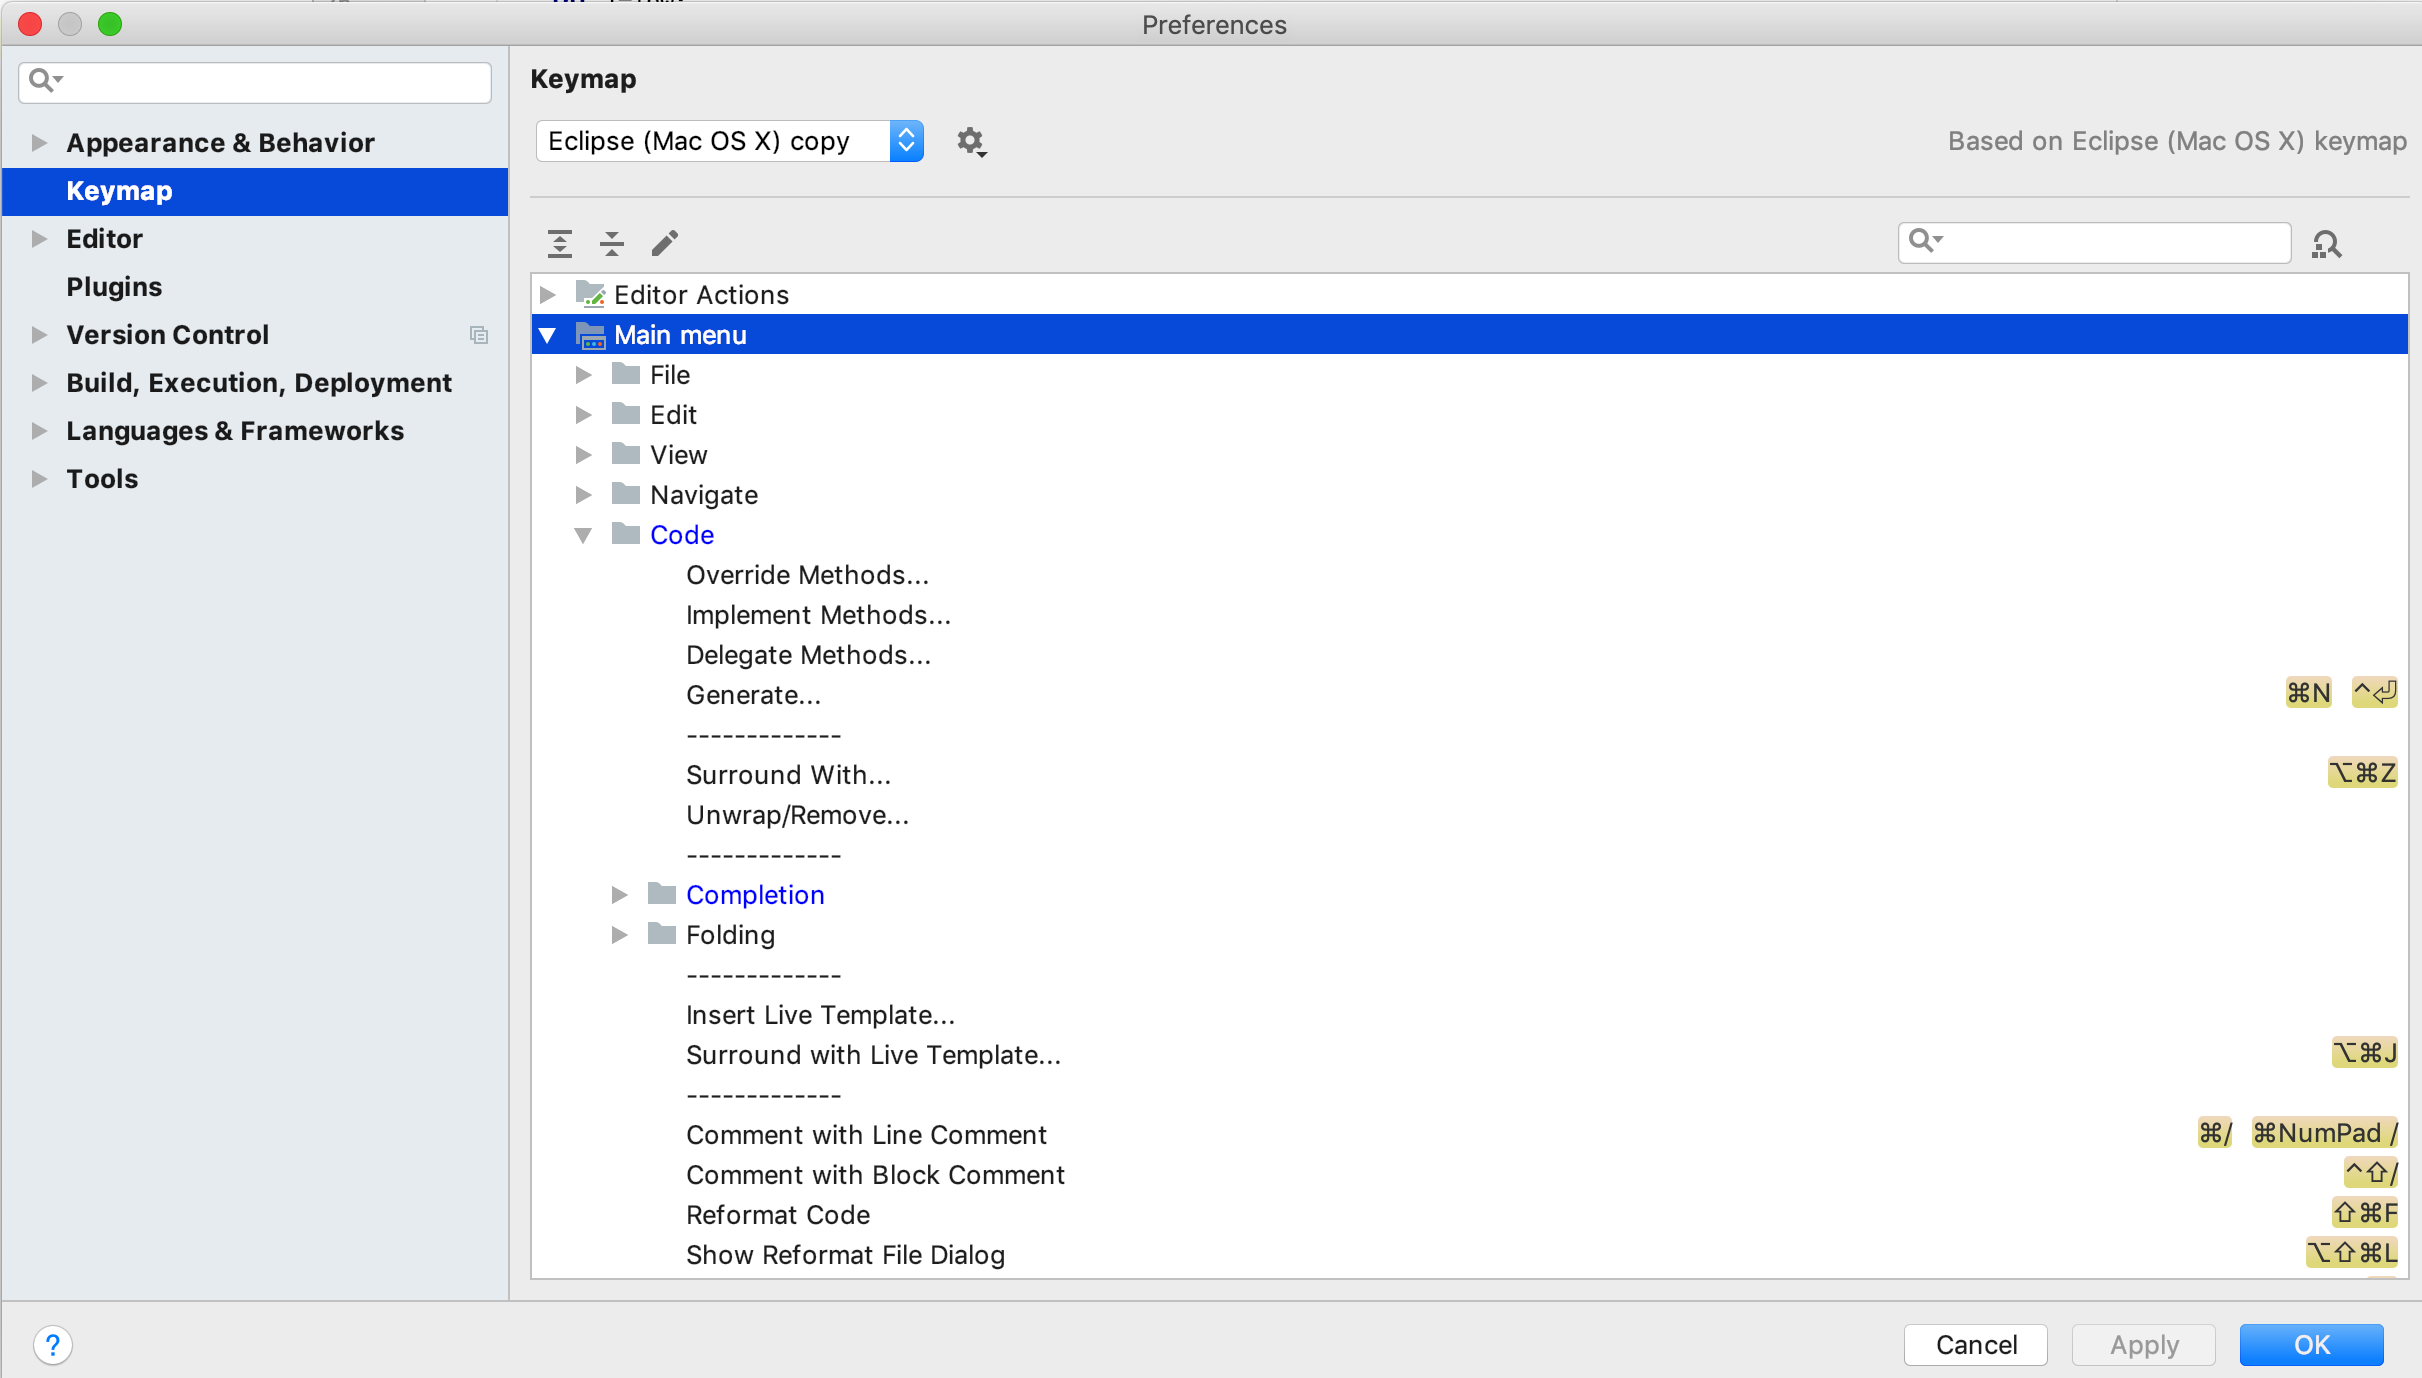 Preferences
Appearance & Behavior
Keymap
Editor
Plugins
Version Control
Build, Execution, Deployment
Languages & Frameworks
Tools
Keymap
Eclipse (Mac OS X) copy
Based on Eclipse (Mac OS X) keymap
Editor Actions
Main menu
File
Edit
View
Navigate
Code
Override Methods...
Implement Methods...
Delegate Methods...
Generate... ⌘N ^⏎
-------------
Surround With... ⌥⌘Z
Unwrap/Remove...
-------------
Completion
Folding
-------------
Insert Live Template...
Surround with Live Template... ⌥⌘J
-------------
Comment with Line Comment ⌘/ ⌘NumPad /
Comment with Block Comment ^⇧/
Reformat Code ⇧⌘F
Show Reformat File Dialog ⌥⇧⌘L
?
Cancel
Apply
OK